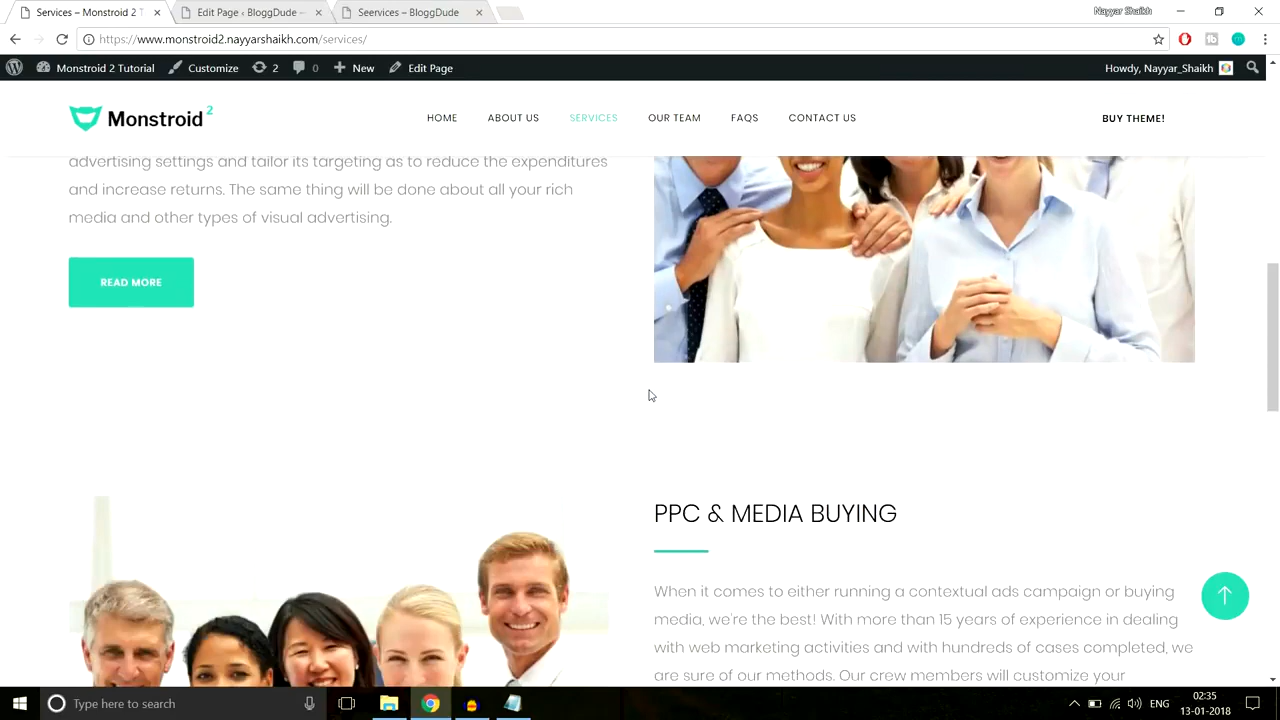 Services – Monstroid 2 T
Edit Page ‹ BloggDude —
Seervices – BloggDude
Nayyar Shaikh
https://www.monstroid2.nayyarshaikh.com/services/
Monstroid 2 Tutorial
Customize
2
0
New
Edit Page
Howdy, Nayyar_Shaikh
Monstroid 2
HOME
ABOUT US
SERVICES
OUR TEAM
FAQS
CONTACT US
BUY THEME!
advertising settings and tailor its targeting as to reduce the expenditures
and increase returns. The same thing will be done about all your rich
media and other types of visual advertising.
READ MORE
PPC & MEDIA BUYING
When it comes to either running a contextual ads campaign or buying
media, we're the best! With more than 15 years of experience in dealing
with web marketing activities and with hundreds of cases completed, we
are sure of our methods. Our crew members will customize your
Type here to search
ENG
02:35
13-01-2018